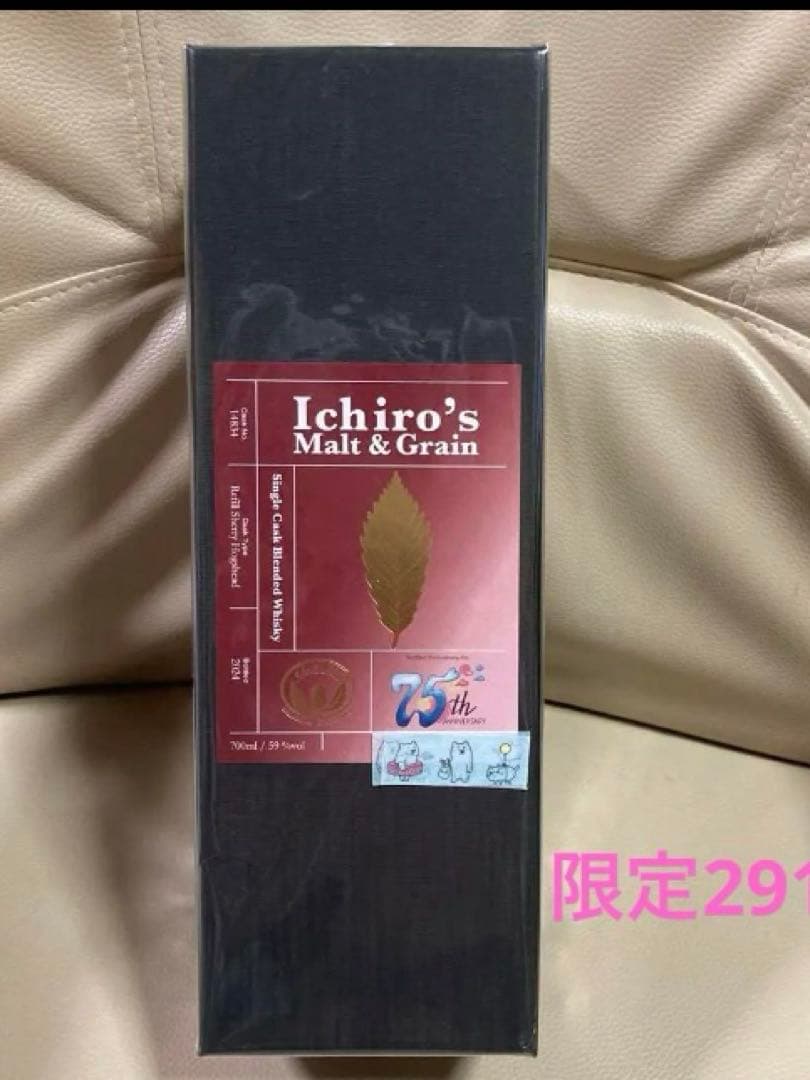 Ichiro's
Malt & Grain
Cask No.
14834
Cask Type
Refill Sherry Hogshead
Single Cask Blended Whisky
Bottled
2024
75th
ANNIVERSARY
700ml / 59 %vol
限定291